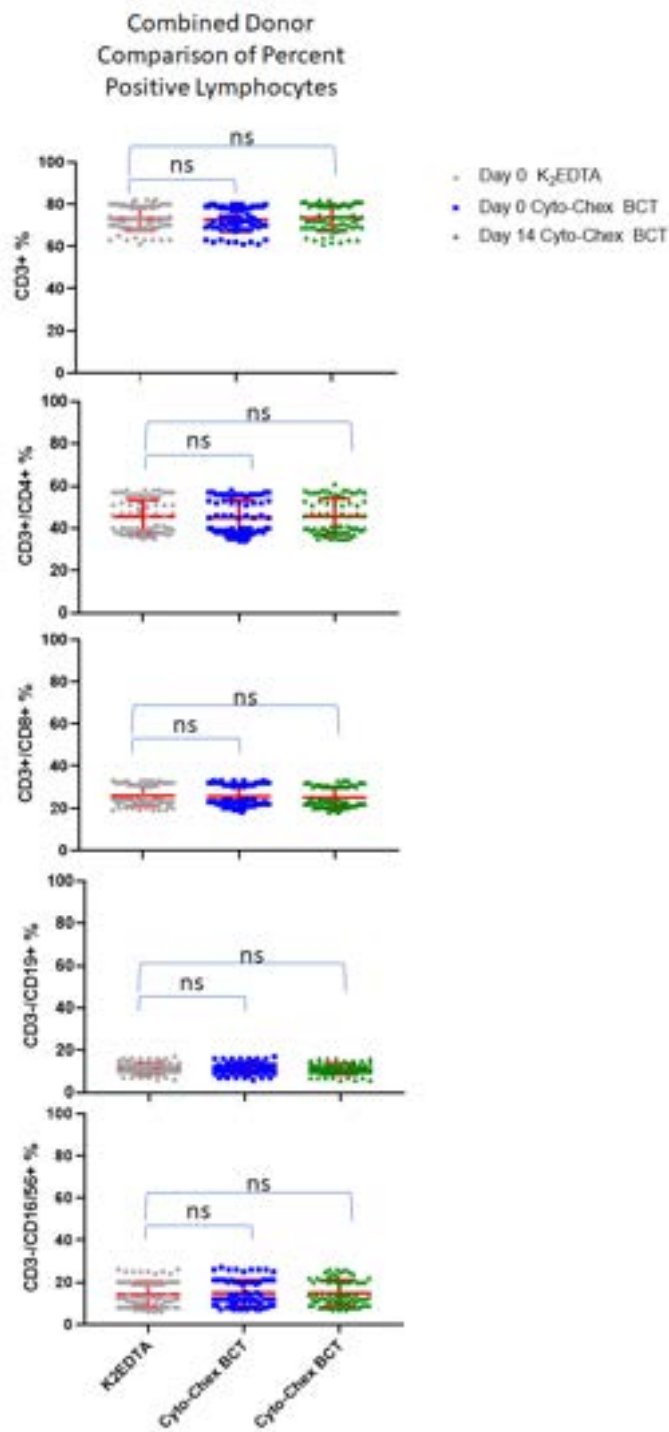 Combined Donor
Comparison of Percent
Positive Lymphocytes
Day 0 K₂EDTA
Day 0 Cyto-Chex BCT
Day 14 Cyto-Chex BCT
ns
ns
100
80
60
40
20
0
CD3+ %
ns
ns
100
80
60
40
20
0
CD3+/CD4+ %
ns
ns
100
80
60
40
20
0
CD3+/CD8+ %
ns
ns
100
80
60
40
20
0
CD3-/CD19+ %
ns
ns
100
80
60
40
20
0
CD3-/CD16/56+ %
K2EDTA
Cyto-Chex BCT
Cyto-Chex BCT